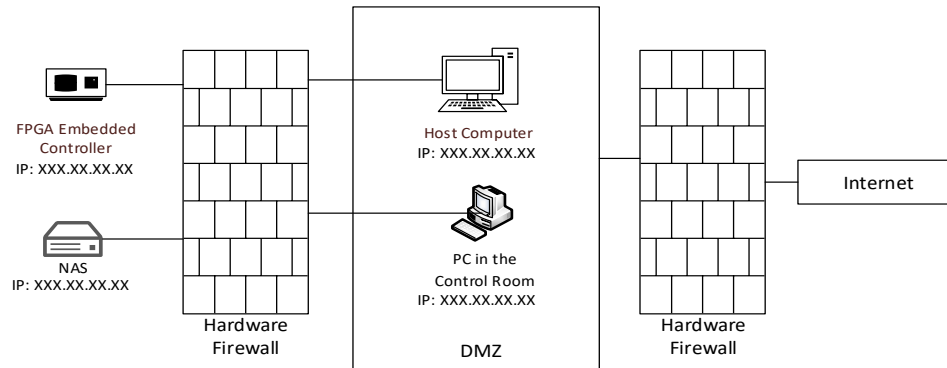 FPGA Embedded
Controller
IP: XXX.XX.XX.XX
NAS
IP: XXX.XX.XX.XX
Hardware
Firewall
Host Computer
IP: XXX.XX.XX.XX
PC in the
Control Room
IP: XXX.XX.XX.XX
DMZ
Hardware
Firewall
Internet